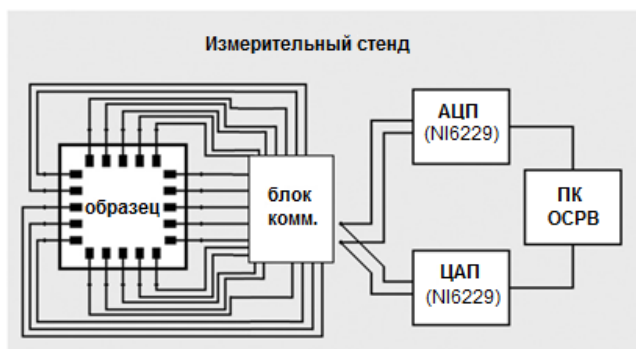 Измерительный стенд
АЦП
(NI6229)
образец
блок
комм.
ПК
ОСРВ
ЦАП
(NI6229)